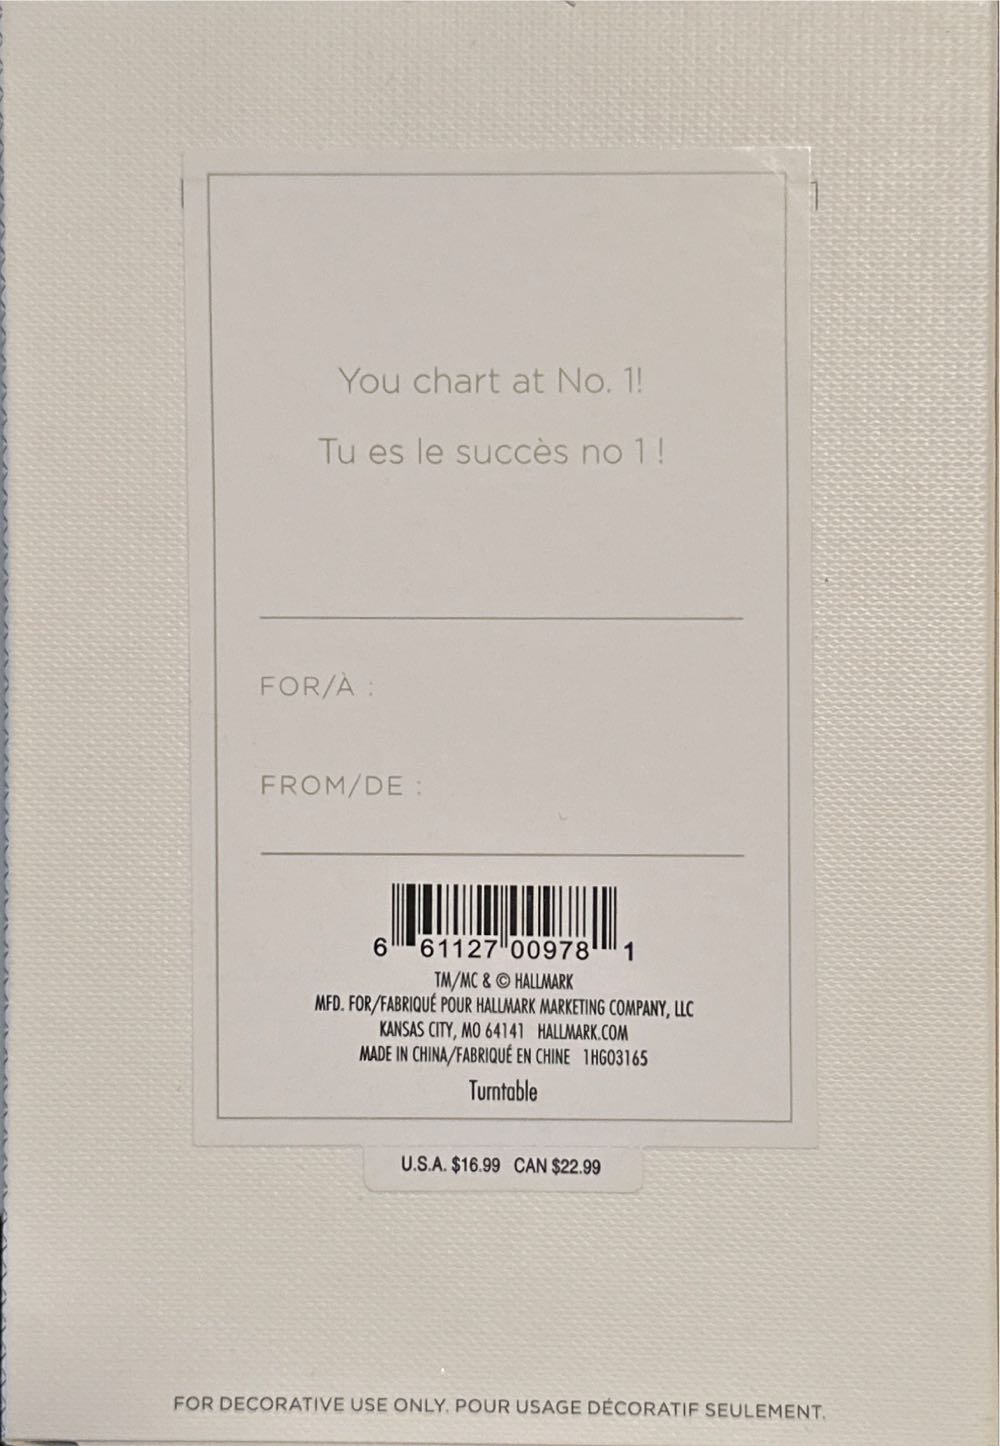 You chart at No. 1!
Tu es le succès no 1 !
FOR/À :
FROM/DE :
6 61127 00978 1
TM/MC & © HALLMARK
MFD. FOR/FABRIQUÉ POUR HALLMARK MARKETING COMPANY, LLC
KANSAS CITY, MO 64141 HALLMARK.COM
MADE IN CHINA/FABRIQUÉ EN CHINE 1HGO3165
Turntable
U.S.A. $16.99 CAN $22.99
FOR DECORATIVE USE ONLY. POUR USAGE DÉCORATIF SEULEMENT.